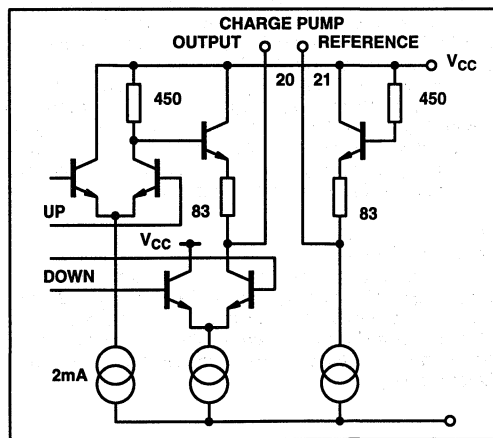 CHARGE PUMP
OUTPUT
REFERENCE
20
21
VCC
450
450
83
83
UP
VCC
DOWN
2mA